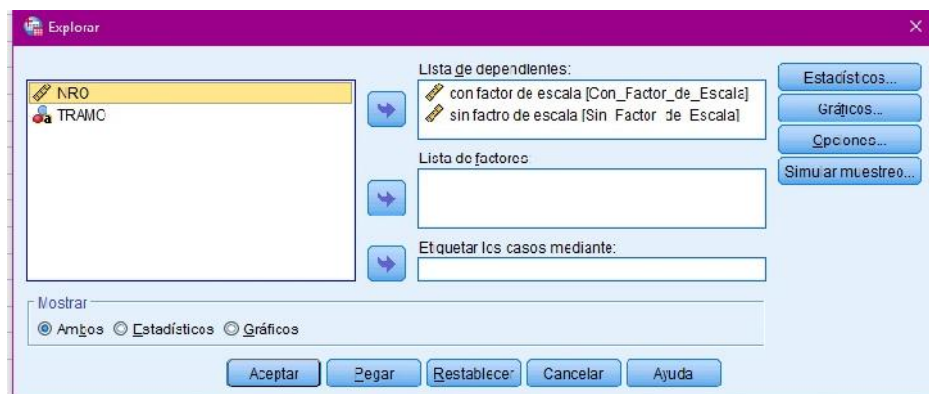 Explorar
NRO
TRAMO
Lista de dependientes:
con factor de escala [Con_Factor_de_Escala]
sin factro de escala [Sin_Factor_de_Escala]
Lista de factores
Etiquetar los casos mediante:
Estadísticos...
Gráficos...
Opciones...
Simular muestreo...
Mostrar
Ambos Estadísticos Gráficos
Aceptar Pegar Restablecer Cancelar Ayuda